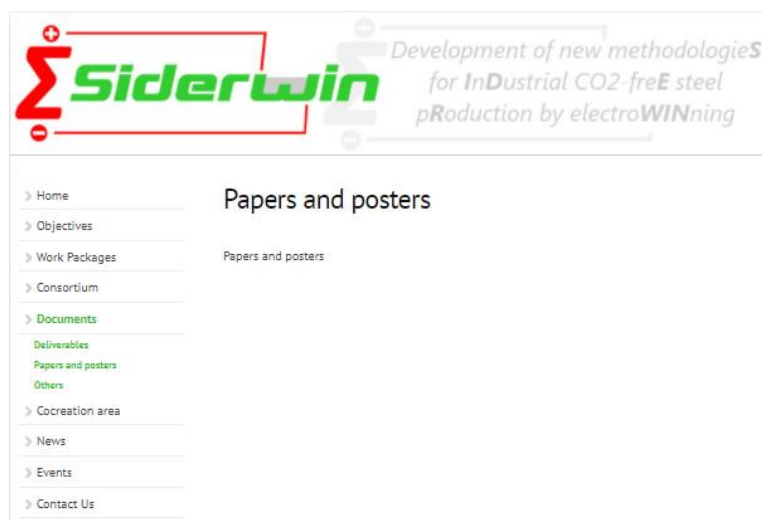 Siderwin
Development of new methodologieS
for InDustrial CO2-freE steel
pRoduction by electroWINning
Home
Objectives
Work Packages
Consortium
Documents
Deliverables
Papers and posters
Others
Cocreation area
News
Events
Contact Us
Papers and posters
Papers and posters